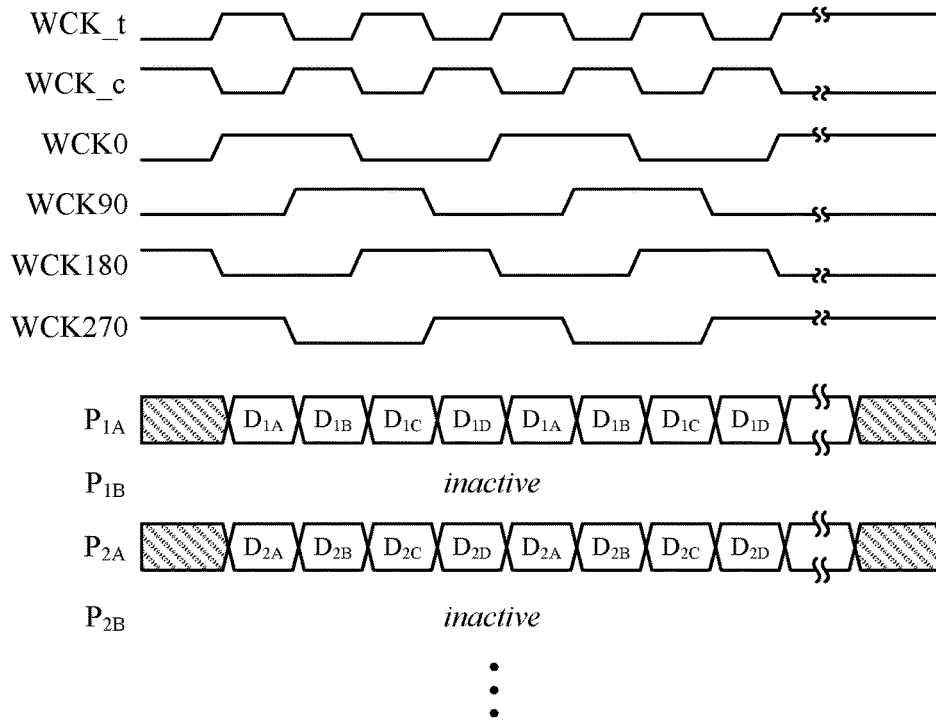 WCK_t
WCK_c
WCK0
WCK90
WCK180
WCK270
P1A D1A D1B D1C D1D D1A D1B D1C D1D
P1B inactive
P2A D2A D2B D2C D2D D2A D2B D2C D2D
P2B inactive